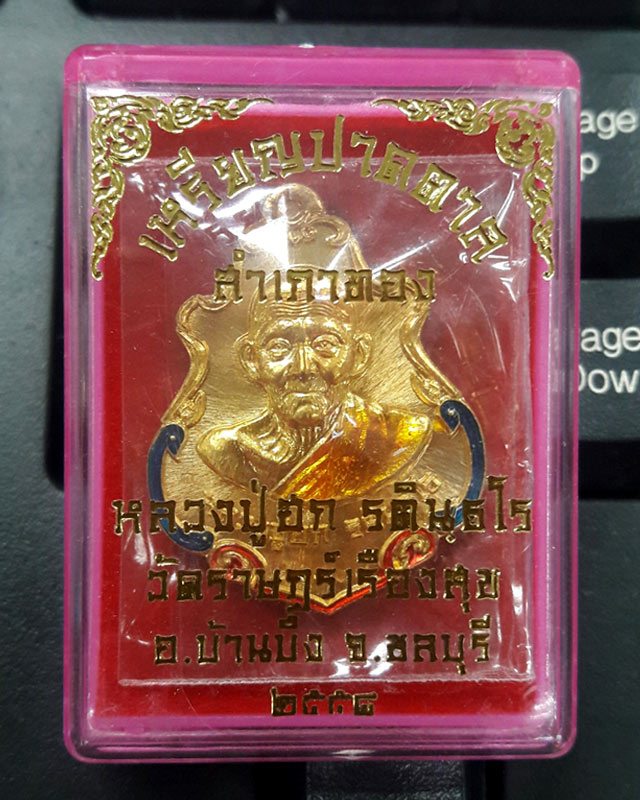 เหรียญปาดตาล
สำเภาทอง
หลวงปู่ฮก รตินฺธโร
วัดราษฎร์เรืองสุข
อ.บ้านบึง จ.ชลบุรี
๒๕๕๘
age
age
Dow